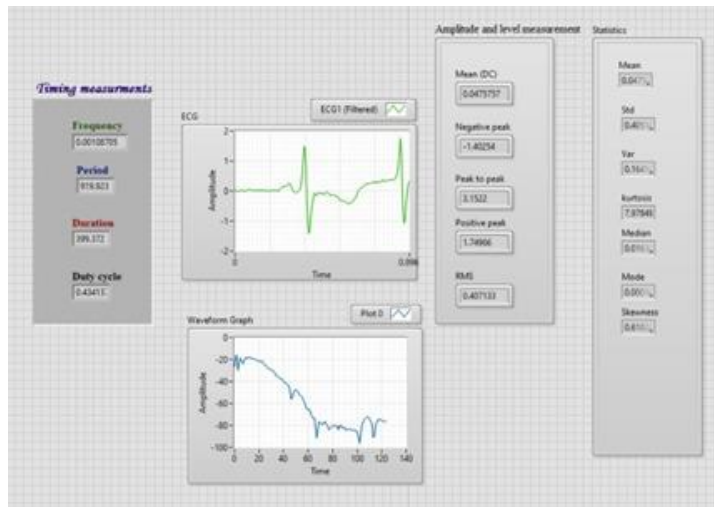 Timing measurments
Frequency
0.00108705
Period
919.923
Duration
399.372
Duty cycle
ECG
ECG1 (Filtered)
Amplitude
2
1
0
-1
-2
0
0.096
Time
Waveform Graph
Plot 0
Amplitude
0
-20
-40
-60
-80
-100
0 20 40 60 80 100 120 140
Time
Amplitude and level measurement
Mean (DC)
0.0475757
Negative peak
-1.40254
Peak to peak
3.1522
Positive peak
1.74966
RMS
0.407133
Statistics
Mean
Std
Var
kurtosis
Median
Mode
Skewness